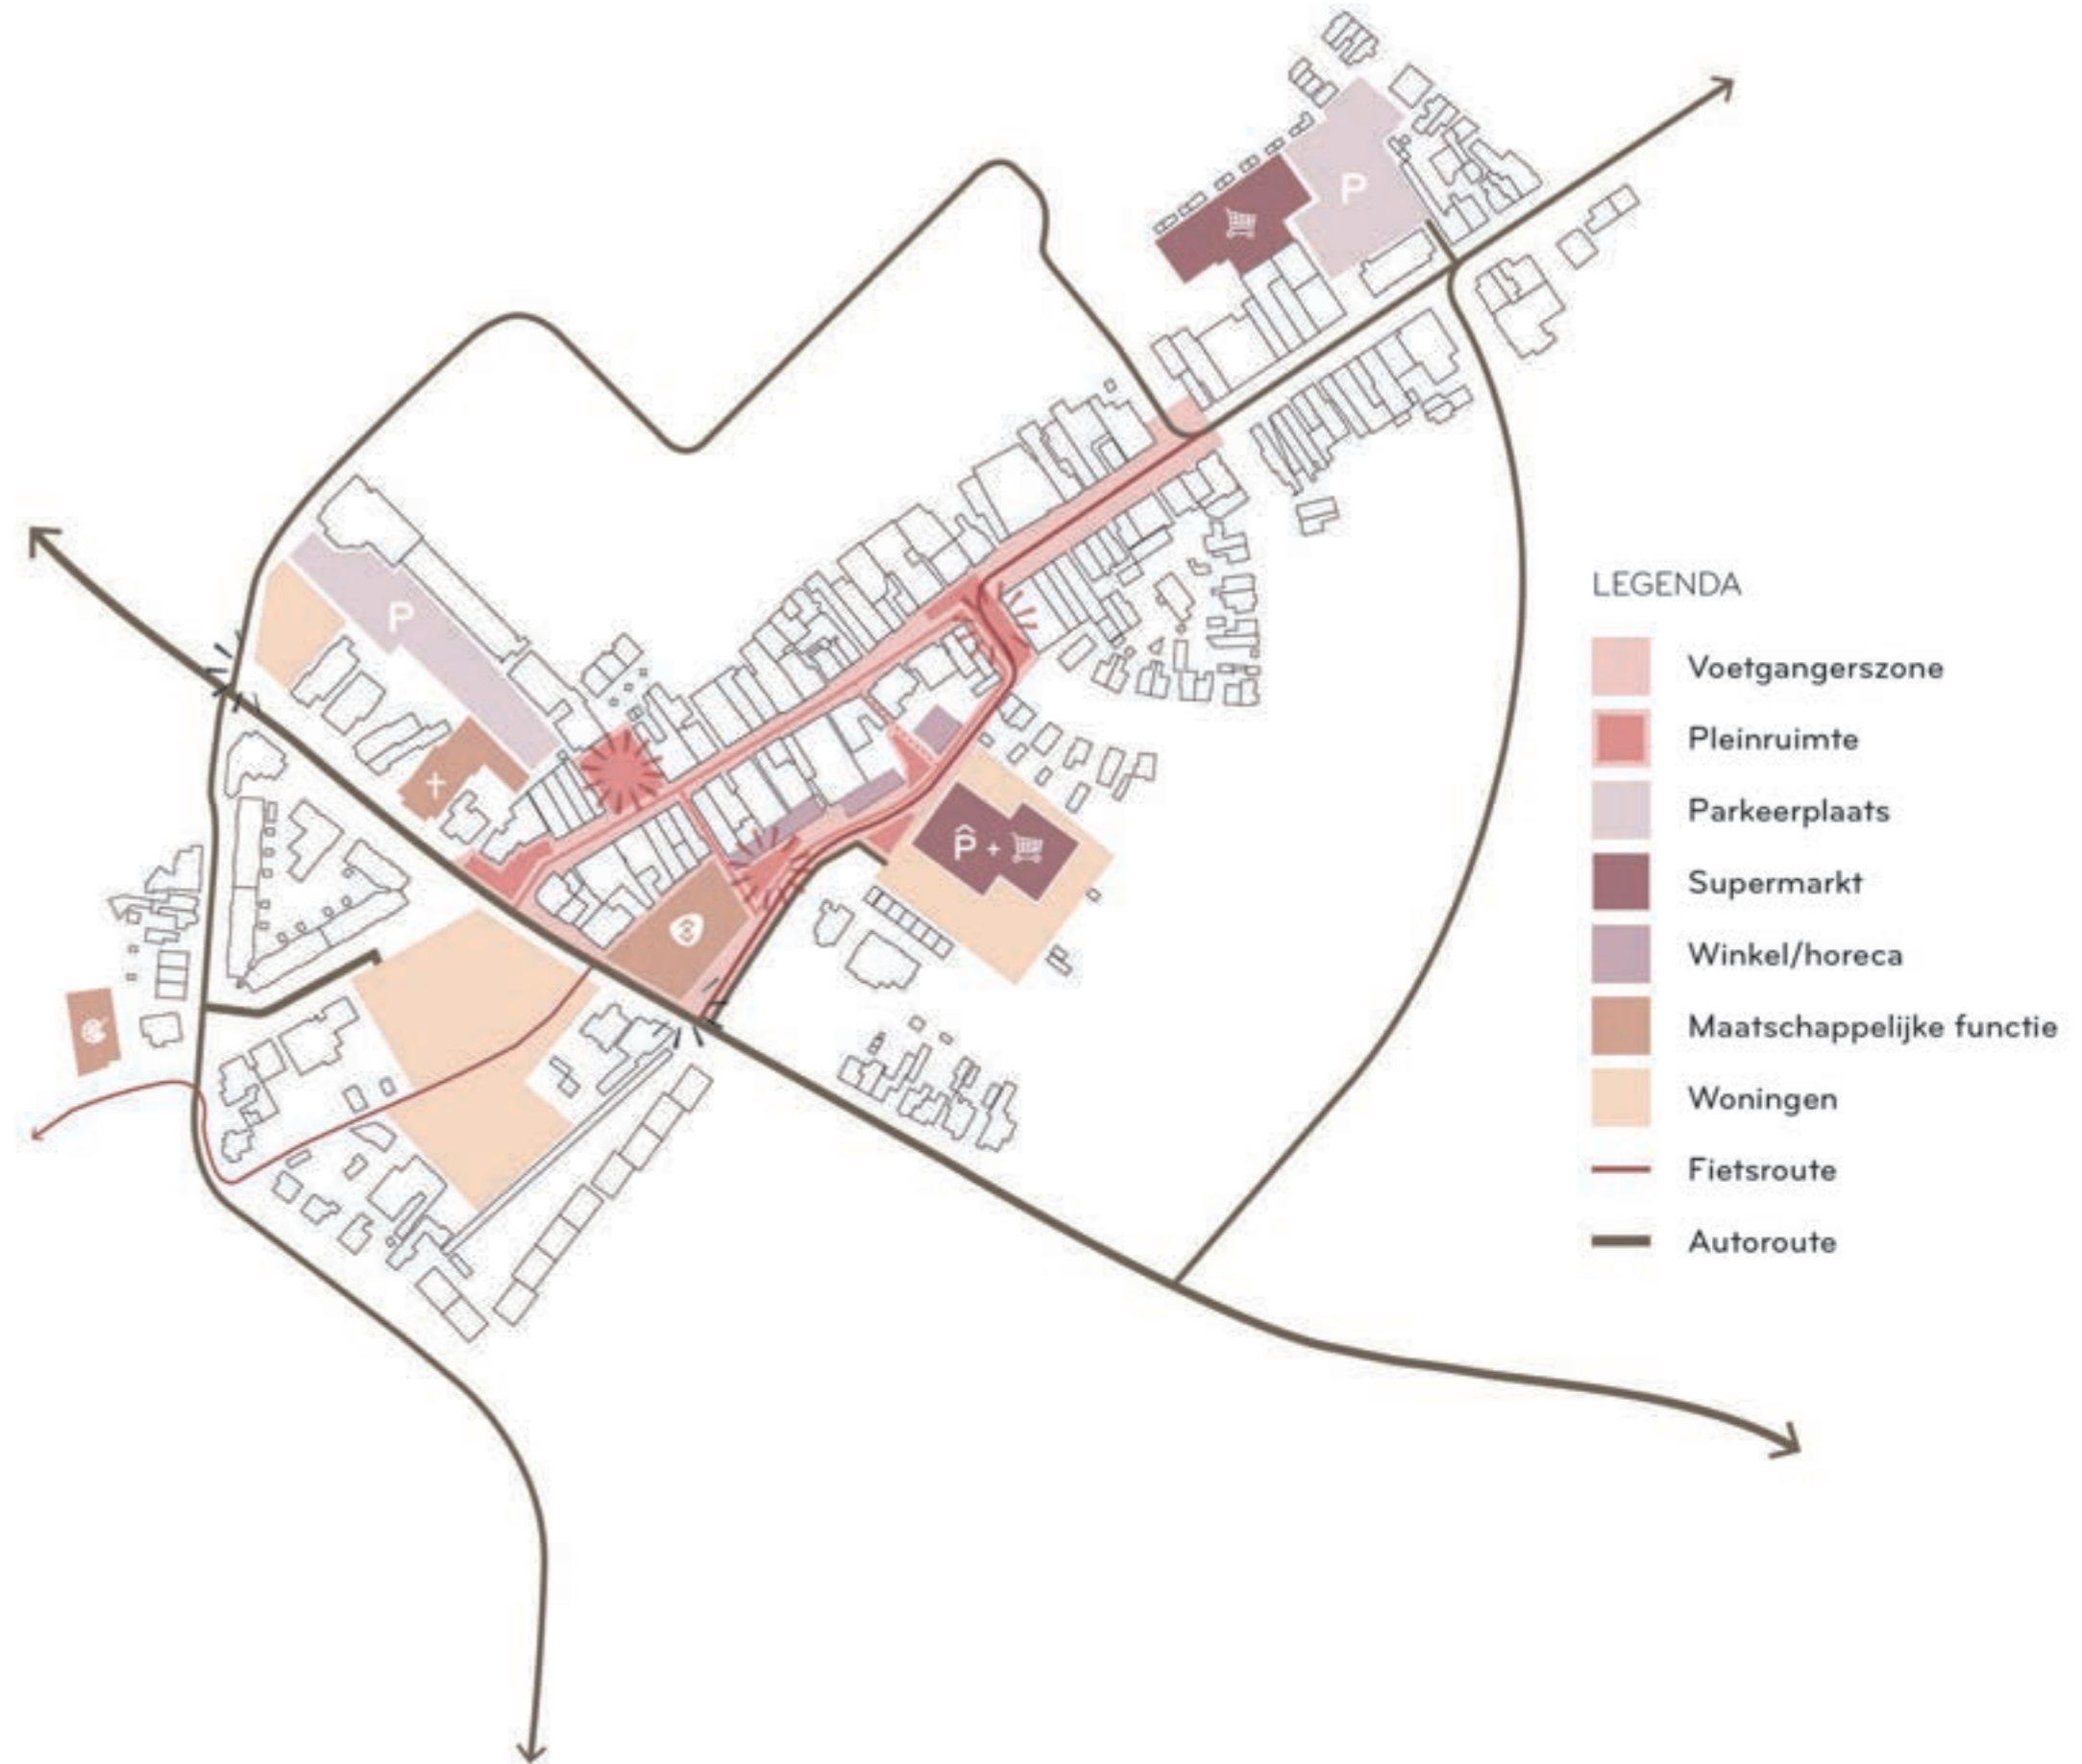 P
P
P̂ +
LEGENDA
Voetgangerszone
Pleinruimte
Parkeerplaats
Supermarkt
Winkel/horeca
Maatschappelijke functie
Woningen
Fietsroute
Autoroute